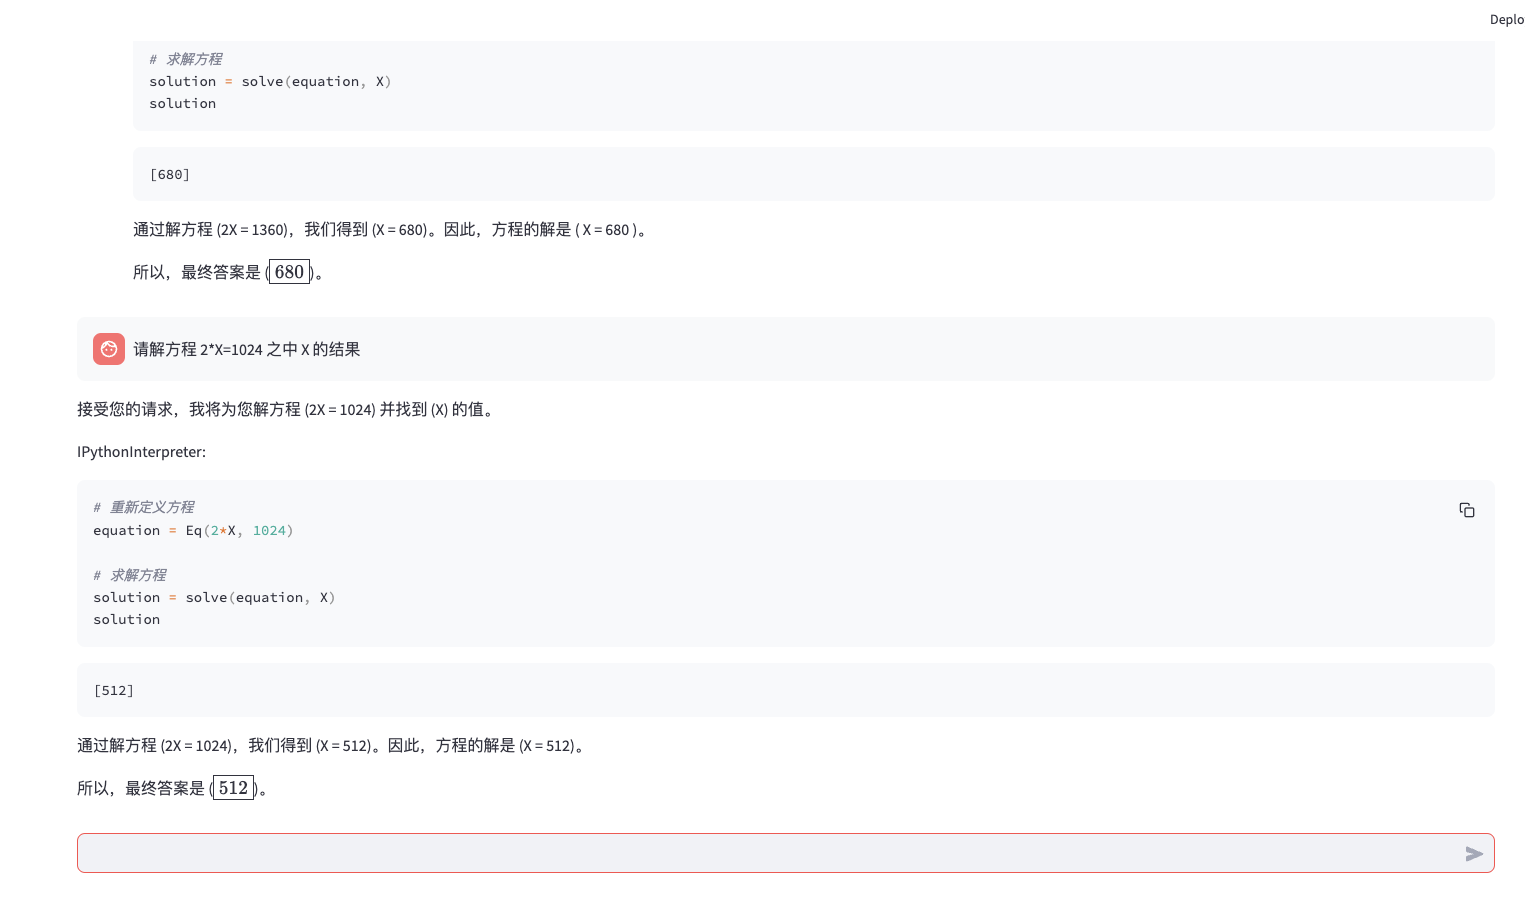 Deplo
# 求解方程
solution = solve(equation, X)
solution
[680]
通过解方程 (2X = 1360)，我们得到 (X = 680)。因此，方程的解是 ( X = 680 )。
所以，最终答案是 (680)。
请解方程 2*X=1024 之中 X 的结果
接受您的请求，我将为您解方程 (2X = 1024) 并找到 (X) 的值。
IPythonInterpreter:
# 重新定义方程
equation = Eq(2*X, 1024)
# 求解方程
solution = solve(equation, X)
solution
[512]
通过解方程 (2X = 1024)，我们得到 (X = 512)。因此，方程的解是 (X = 512)。
所以，最终答案是 (512)。